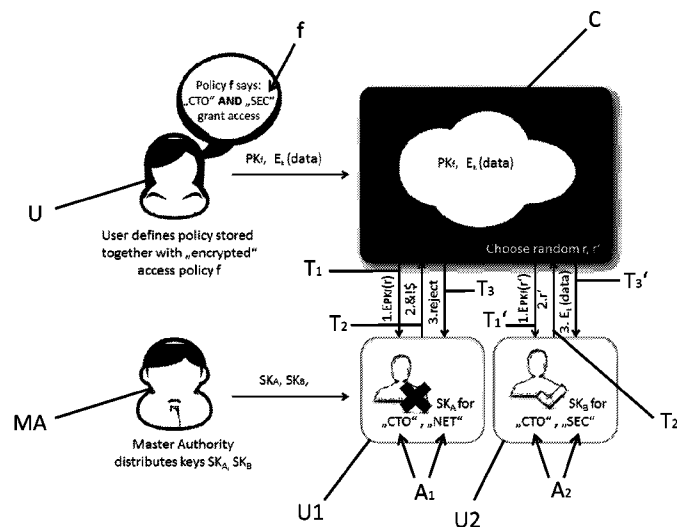 f
C
Policy f says:
„CTO“ AND „SEC“
grant access
PKf, Ek(data)
PKf, Ek(data)
U
User defines policy stored
together with „encrypted“
access policy f
Choose random r, r'
T1
1.EPKf(r)
2.&!$
3.reject
T3
T2
1.EPKf(r')
2.r'
3. Ek(data)
T3'
T1'
SKA, SKB,
SKA for
„CTO“, „NET“
SKB for
„CTO“, „SEC“
T2
MA
Master Authority
distributes keys SKA, SKB
A1
A2
U1
U2